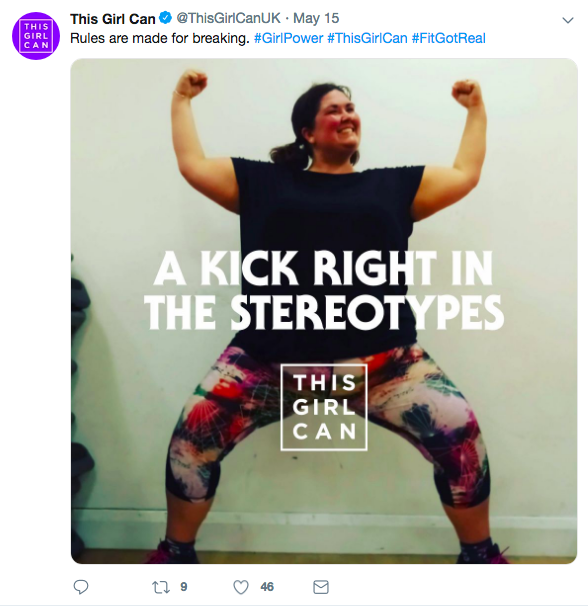 THIS
GIRL
CAN
This Girl Can @ThisGirlCanUK · May 15
Rules are made for breaking. #GirlPower #ThisGirlCan #FitGotReal
A KICK RIGHT IN
THE STEREOTYPES
THIS
GIRL
CAN
9 46